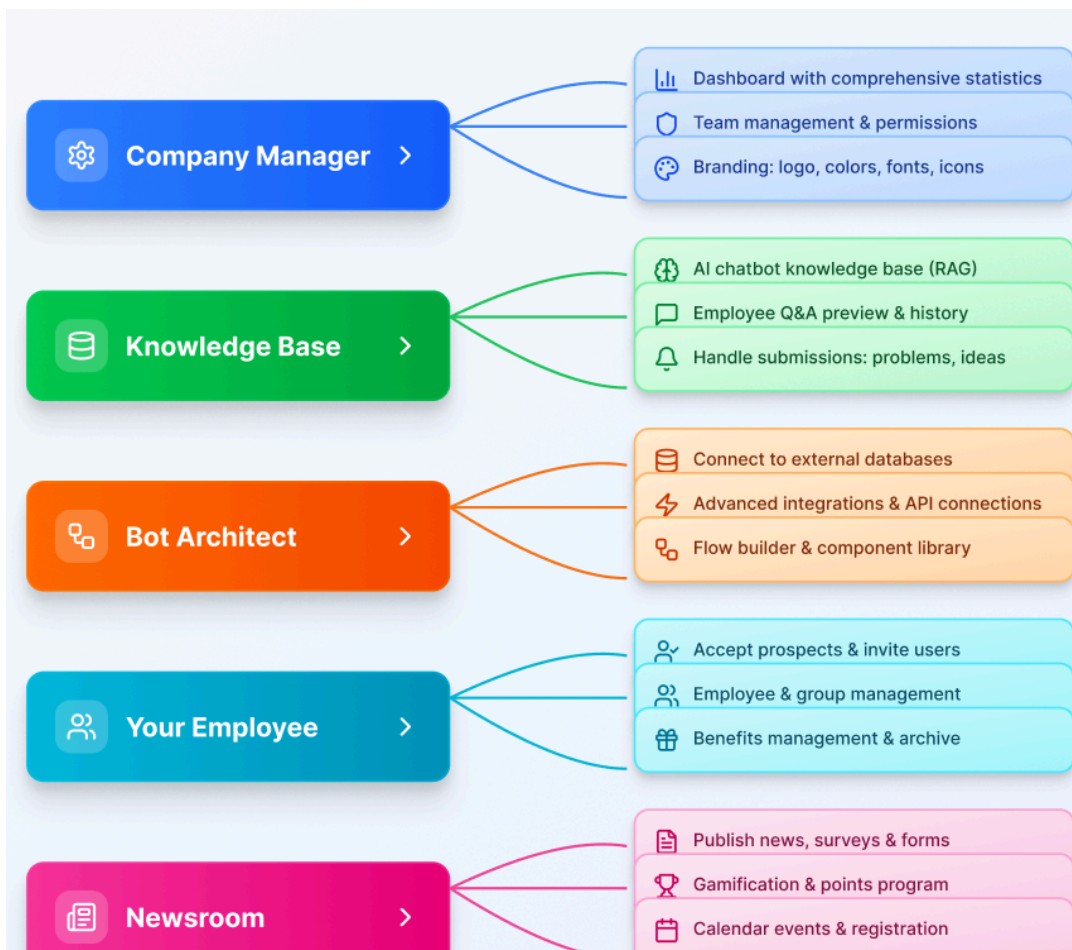 Company Manager
Dashboard with comprehensive statistics
Team management & permissions
Branding: logo, colors, fonts, icons
Knowledge Base
AI chatbot knowledge base (RAG)
Employee Q&A preview & history
Handle submissions: problems, ideas
Bot Architect
Connect to external databases
Advanced integrations & API connections
Flow builder & component library
Your Employee
Accept prospects & invite users
Employee & group management
Benefits management & archive
Newsroom
Publish news, surveys & forms
Gamification & points program
Calendar events & registration